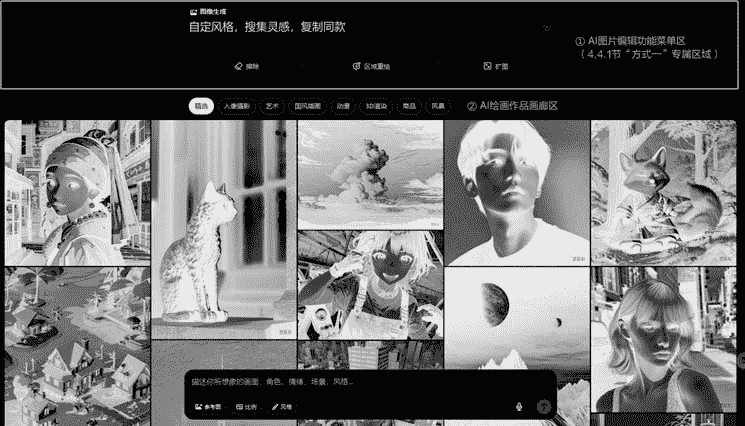 图像生成
自定风格，搜集灵感，复制同款
擦除
区域重绘
扩图
① AI图片编辑功能菜单区
（4.4.1节“方式一”专属区域）
精选
人像摄影
艺术
国风插画
动漫
3D渲染
商品
风景
② AI绘画作品画廊区
描述你所想象的画面、角色、情绪、场景、风格...
参考图
比例
风格